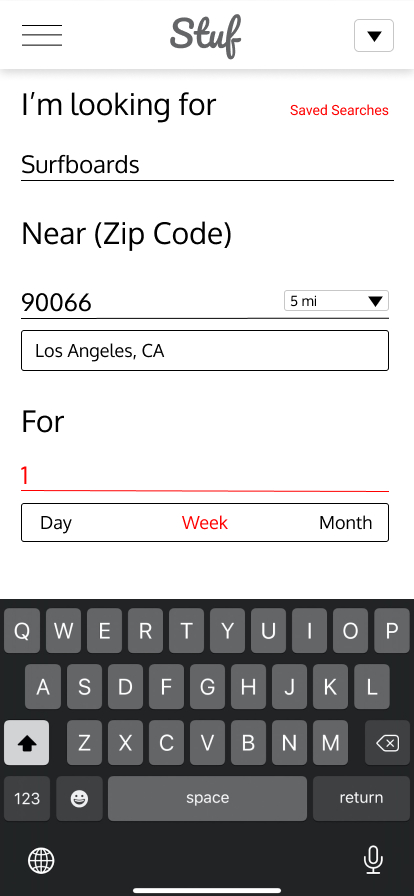 Stuf
I'm looking for
Saved Searches
Surfboards
Near (Zip Code)
90066
5 mi
Los Angeles, CA
For
1
Day Week Month
Q W E R T Y U I O P
A S D F G H J K L
Z X C V B N M
123 space return